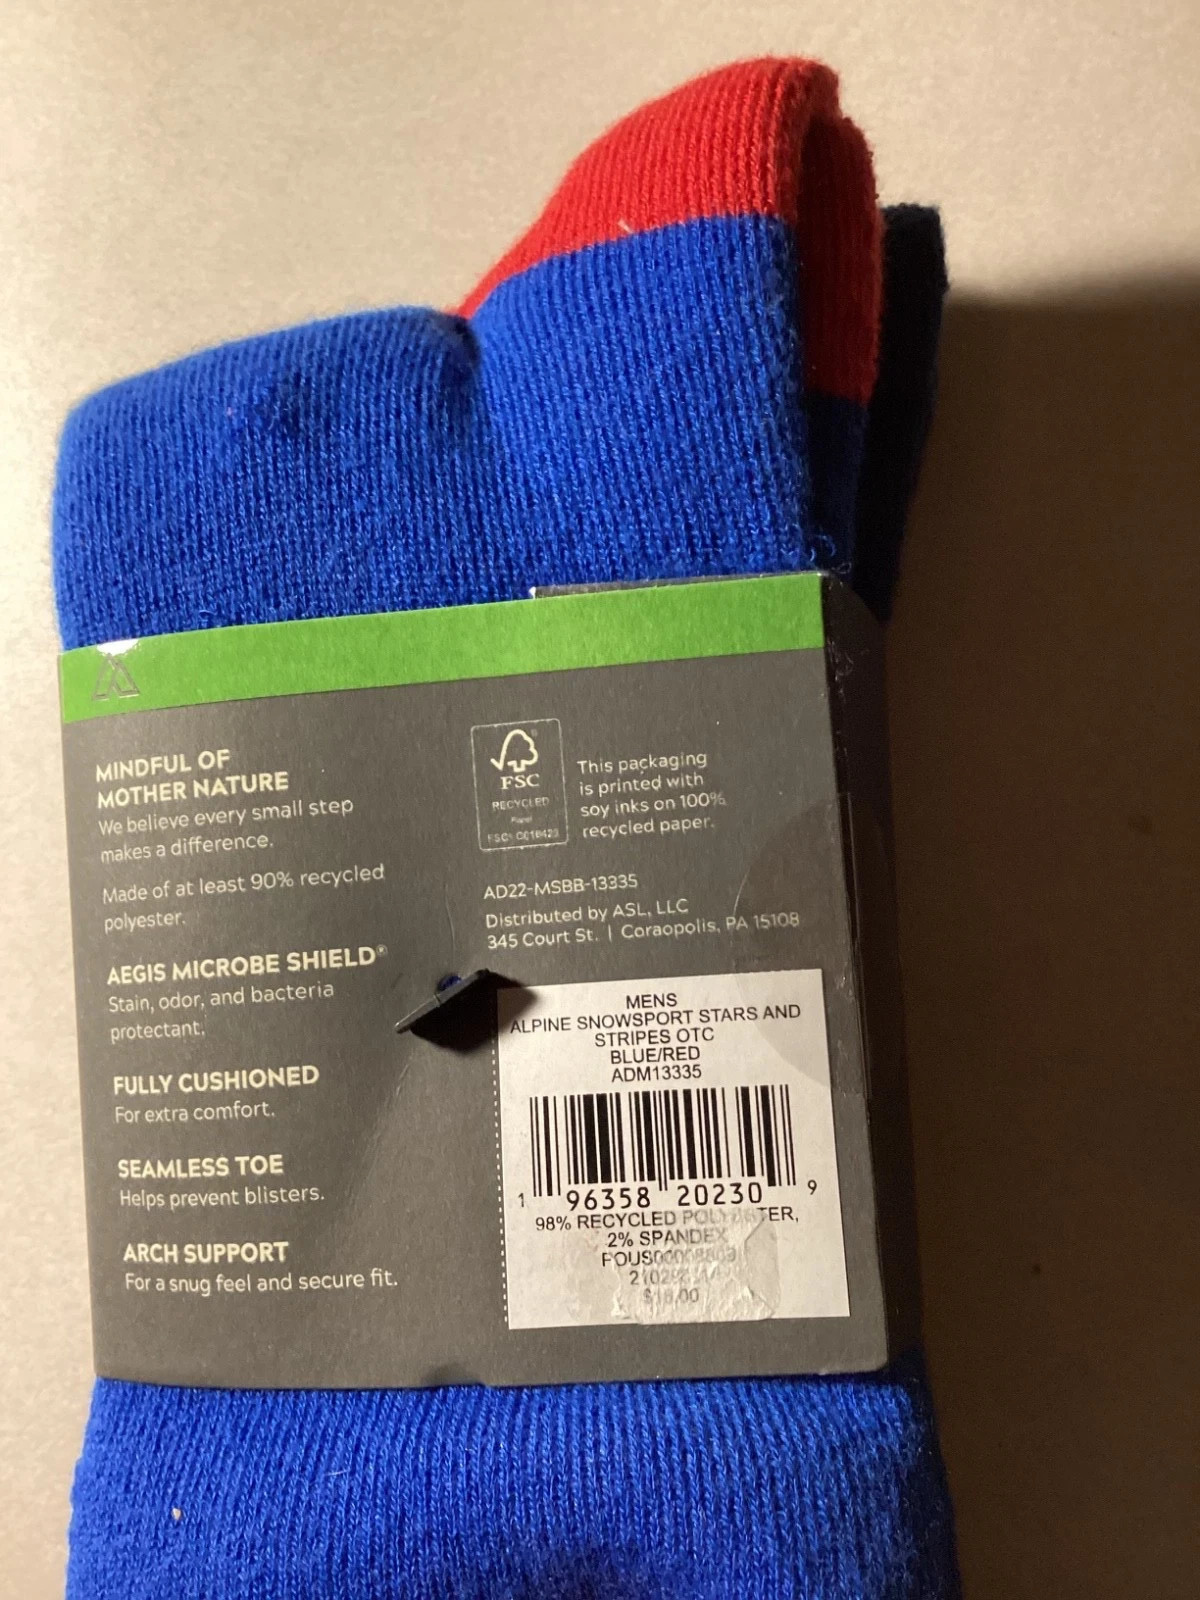 MINDFUL OF
MOTHER NATURE
We believe every small step
makes a difference.
Made of at least 90% recycled
polyester.
AEGIS MICROBE SHIELD®
Stain, odor, and bacteria
protectant.
FULLY CUSHIONED
For extra comfort.
SEAMLESS TOE
Helps prevent blisters.
ARCH SUPPORT
For a snug feel and secure fit.
FSC
RECYCLED
Paper
This packaging
is printed with
soy inks on 100%
recycled paper.
AD22-MSBB-13335
Distributed by ASL, LLC
345 Court St. | Coraopolis, PA 15108
MENS
ALPINE SNOWSPORT STARS AND
STRIPES OTC
BLUE/RED
ADM13335
1 96358 20230 9
98% RECYCLED POLYESTER,
2% SPANDEX